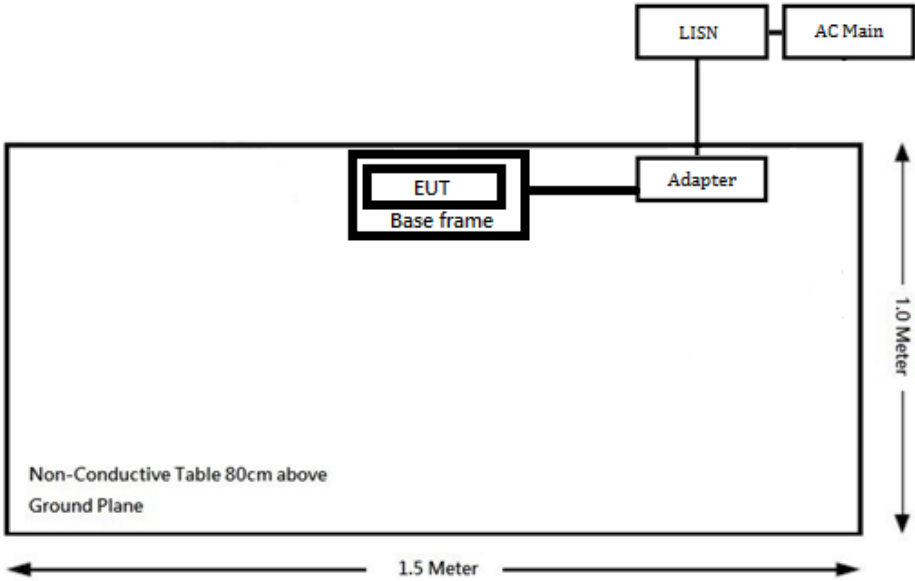 LISN
AC Main
Adapter
EUT
Base frame
1.0 Meter
Non-Conductive Table 80cm above
Ground Plane
1.5 Meter